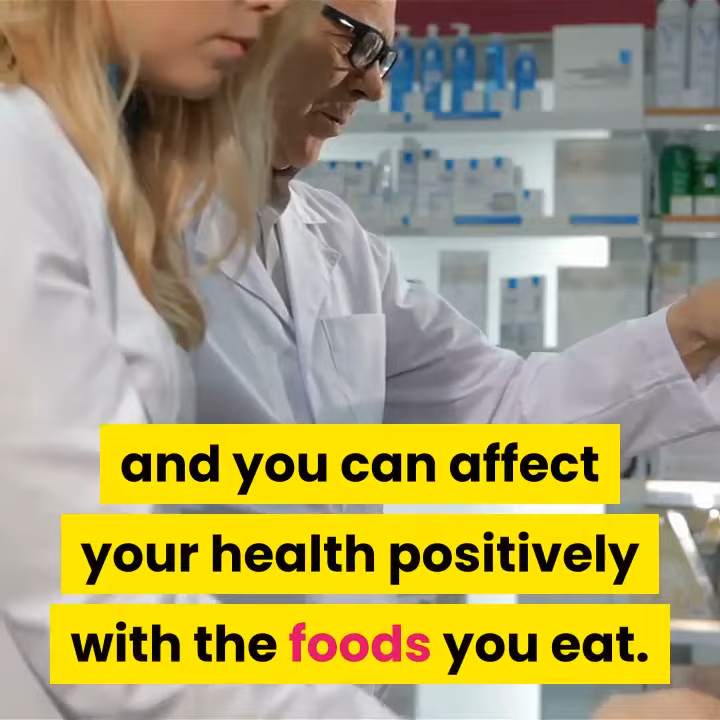 and you can affect
your health positively
with the foods you eat.